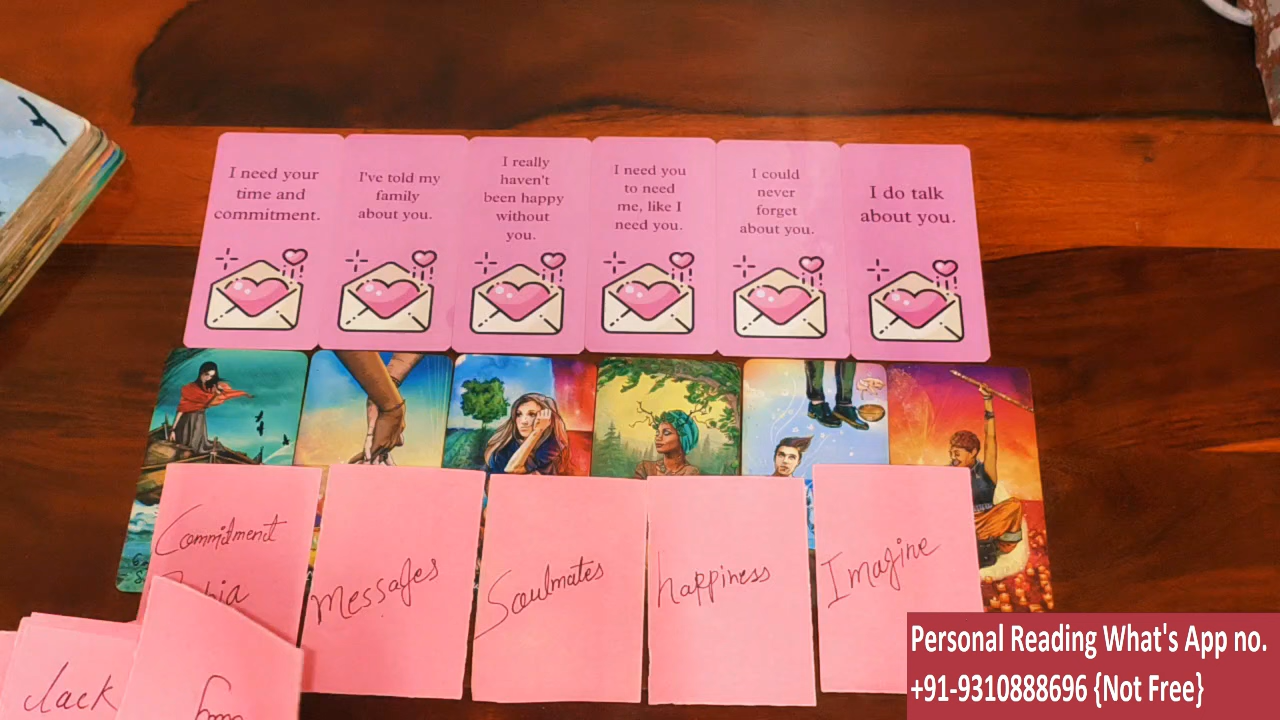 I need your
time and
commitment.
I've told my
family
about you.
I really
haven't
been happy
without
you.
I need you
to need
me, like I
need you.
I could
never
forget
about you.
I do talk
about you.
Commitment
Messages
Soulmates
happiness
Imagine
lack
Personal Reading What's App no.
+91-9310888696 {Not Free}